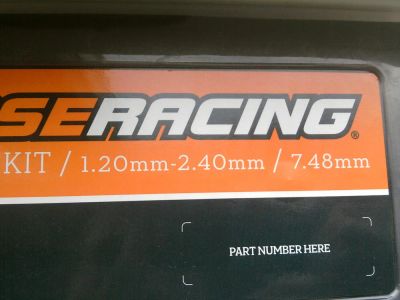 SERACING®
KIT / 1.20mm-2.40mm / 7.48mm
PART NUMBER HERE